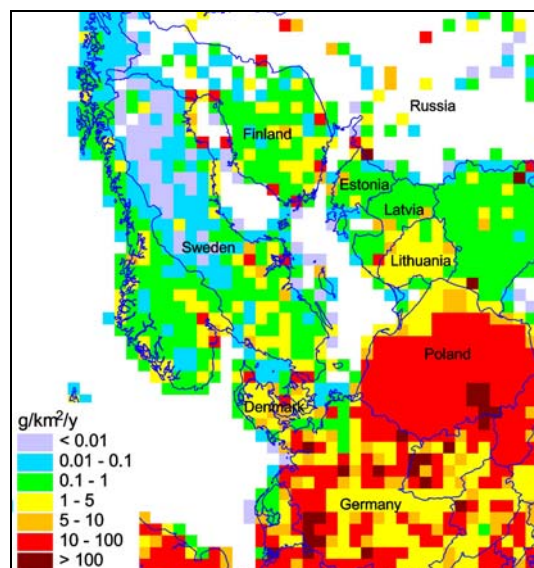 Russia
Finland
Estonia
Latvia
Sweden
Lithuania
Poland
Denmark
g/km²/y
< 0.01
0.01 - 0.1
0.1 - 1
1 - 5
5 - 10
10 - 100
> 100
Germany